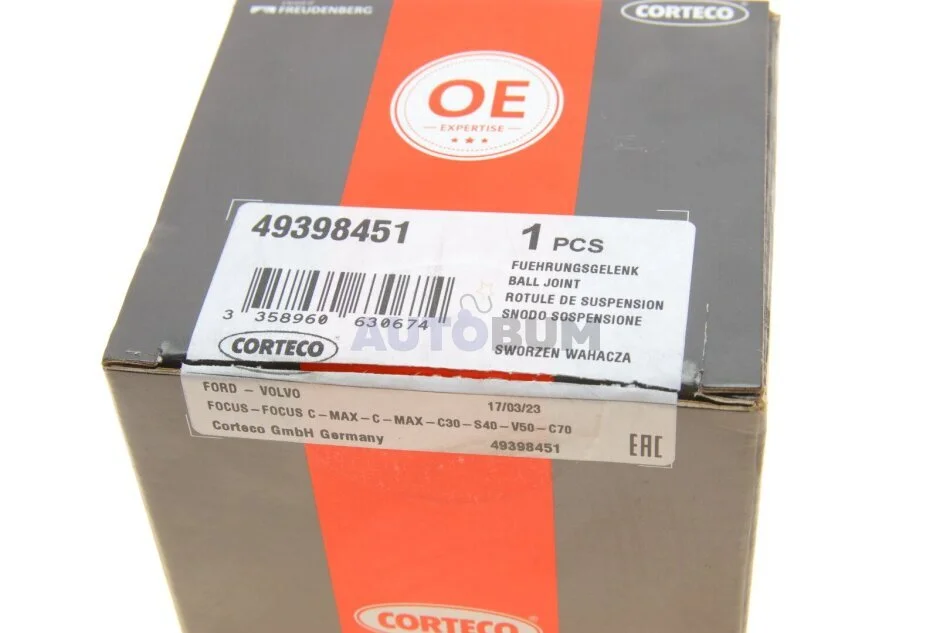 FREUDENBERG
CORTECO
OE
EXPERTISE
49398451
1 PCS
FUEHRUNGSGELENK
BALL JOINT
ROTULE DE SUSPENSION
SNODO SOSPENSIONE
SWORZEN WAHACZA
3 358960 630674
AUTOBUM
CORTECO
FORD - VOLVO
17/03/23
FOCUS-FOCUS C-MAX-C-MAX-C30-S40-V50-C70
Corteco GmbH Germany
49398451
EAC
CORTECO